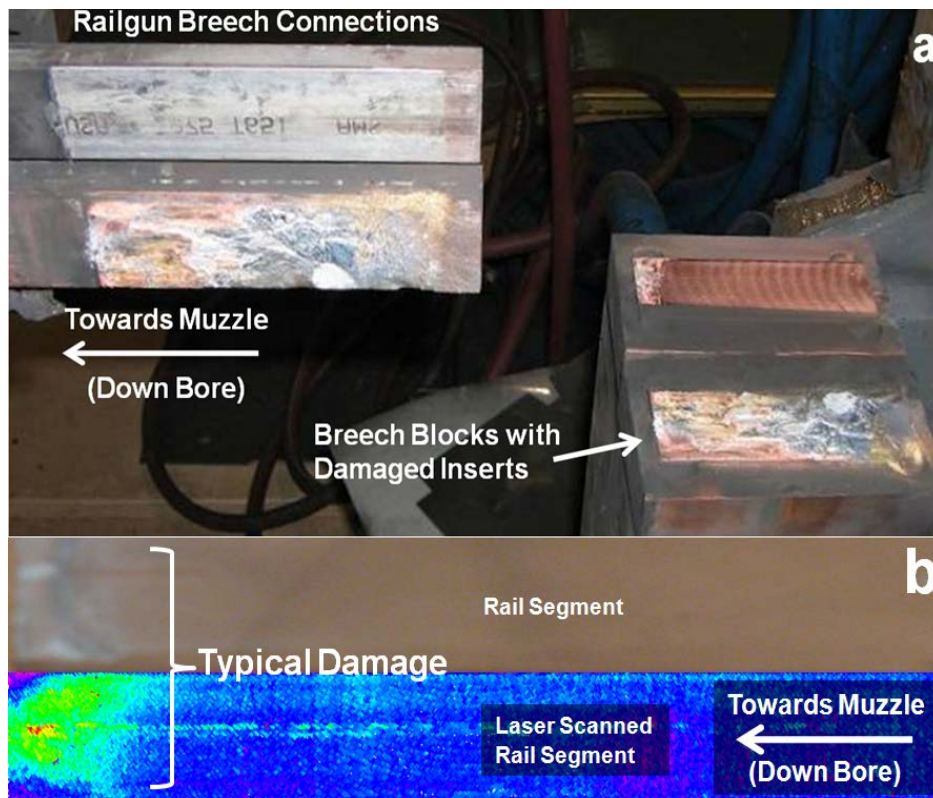 Railgun Breech Connections
a
T651
Towards Muzzle
(Down Bore)
Breech Blocks with
Damaged Inserts
b
Rail Segment
Typical Damage
Laser Scanned
Rail Segment
Towards Muzzle
(Down Bore)